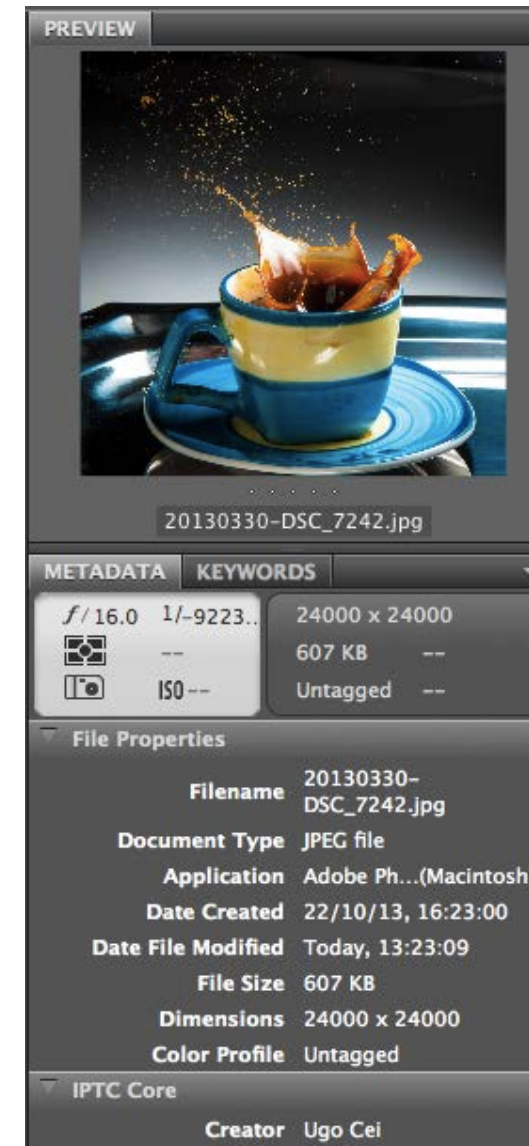 PREVIEW
20130330-DSC_7242.jpg
METADATA KEYWORDS
f/16.0 1/-9223.. 24000 x 24000
-- 607 KB --
ISO -- Untagged --
File Properties
Filename 20130330-
DSC_7242.jpg
Document Type JPEG file
Application Adobe Ph...(Macintosh
Date Created 22/10/13, 16:23:00
Date File Modified Today, 13:23:09
File Size 607 KB
Dimensions 24000 x 24000
Color Profile Untagged
IPTC Core
Creator Ugo Cei